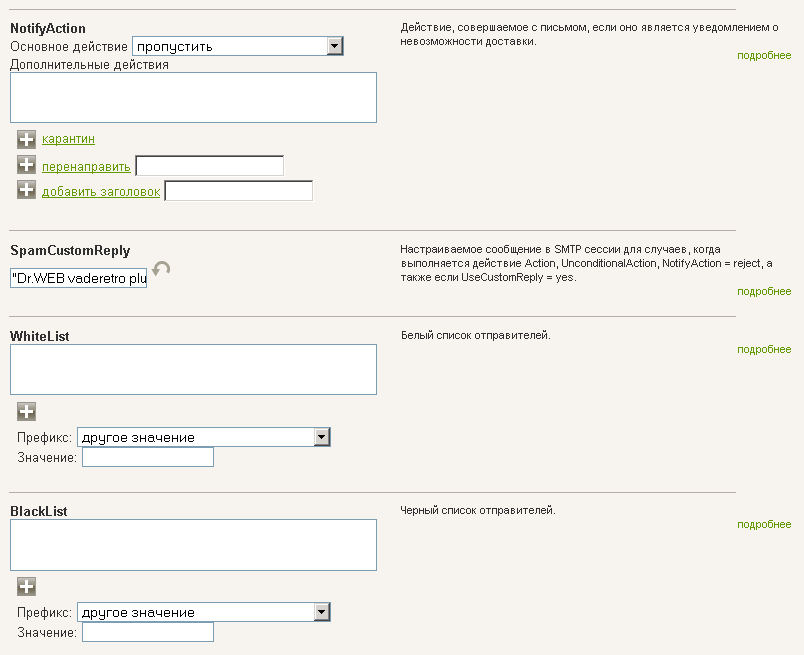 NotifyAction
Основное действие пропустить
Дополнительные действия
карантин
перенаправить
добавить заголовок
Действие, совершаемое с письмом, если оно является уведомлением о
невозможности доставки.
подробнее
SpamCustomReply
"Dr.WEB vaderetro plu
Настраиваемое сообщение в SMTP сессии для случаев, когда
выполняется действие Action, UnconditionalAction, NotifyAction = reject, а
также если UseCustomReply = yes.
подробнее
WhiteList
Префикс: другое значение
Значение:
Белый список отправителей.
подробнее
BlackList
Префикс: другое значение
Значение:
Черный список отправителей.
подробнее